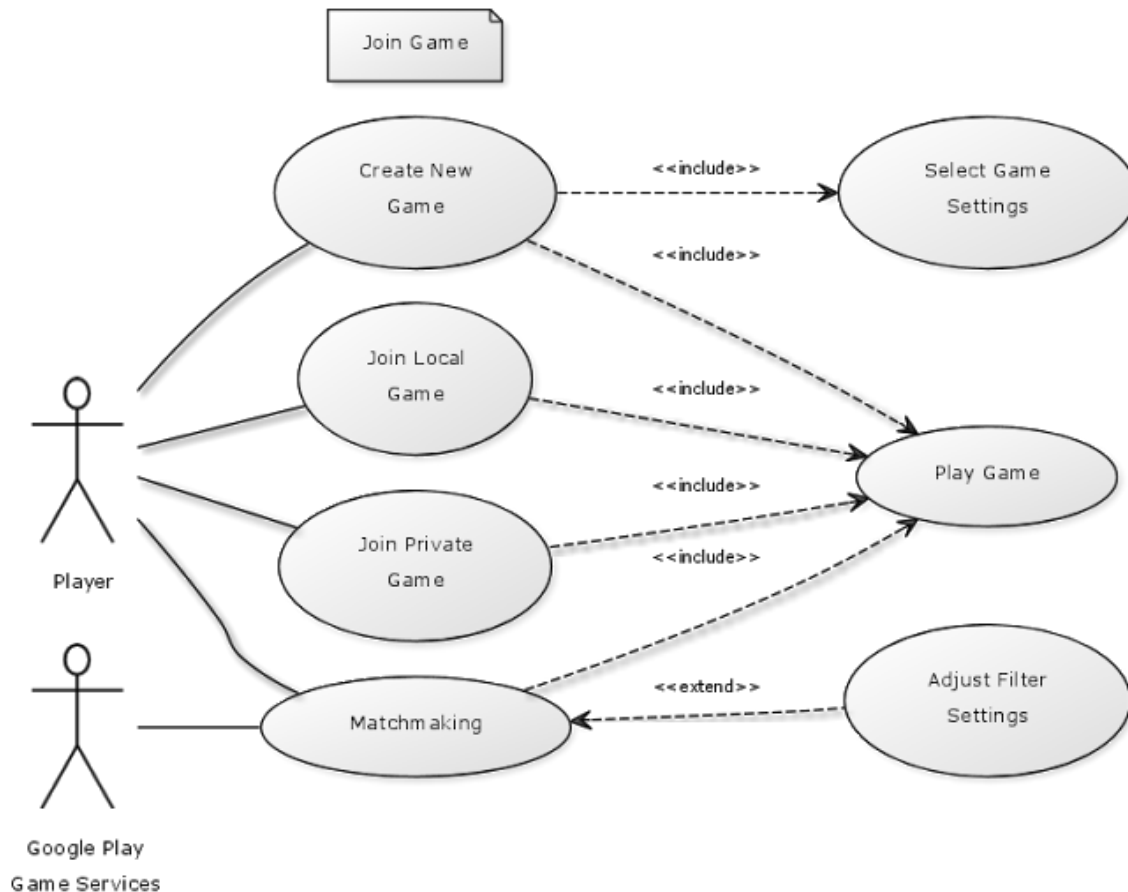 Join Game
Create New
Game
<<include>>
Select Game
Settings
<<include>>
Join Local
Game
<<include>>
Play Game
<<include>>
Join Private
Game
<<include>>
Player
Matchmaking
<<extend>>
Adjust Filter
Settings
Google Play
Game Services